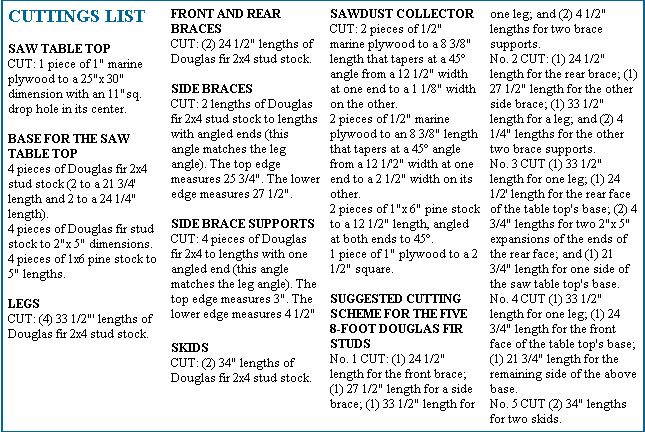 CUTTINGS LIST
SAW TABLE TOP
CUT: 1 piece of 1" marine
plywood to a 25"x 30"
dimension with an 11"sq.
drop hole in its center.
BASE FOR THE SAW
TABLE TOP
4 pieces of Douglas fir 2x4
stud stock (2 to a 21 3/4'
length and 2 to a 24 1/4"
length).
4 pieces of Douglas fir stud
stock to 2"x 5" dimensions.
4 pieces of 1x6 pine stock to
5" lengths.
LEGS
CUT: (4) 33 1/2"' lengths of
Douglas fir 2x4 stud stock.
FRONT AND REAR
BRACES
CUT: (2) 24 1/2" lengths of
Douglas fir 2x4 stud stock.
SIDE BRACES
CUT: 2 lengths of Douglas
fir 2x4 stud stock to lengths
with angled ends (this
angle matches the leg
angle). The top edge
measures 25 3/4". The lower
edge measures 27 1/2".
SIDE BRACE SUPPORTS
CUT: 4 pieces of Douglas
fir 2x4 to lengths with one
angled end (this angle
matches the leg angle). The
top edge measures 3". The
lower edge measures 4 1/2"
SKIDS
CUT: (2) 34" lengths of
Douglas fir 2x4 stud stock.
SAWDUST COLLECTOR
CUT: 2 pieces of 1/2"
marine plywood to a 8 3/8"
length that tapers at a 45°
angle from a 12 1/2" width
at one end to a 1 1/8" width
on the other.
2 pieces of 1/2" marine
plywood to an 8 3/8" length
that tapers at a 45° angle
from a 12 1/2" width at one
end to a 2 1/2" width on its
other.
2 pieces of 1"x 6" pine stock
to a 12 1/2" length, angled
at both ends to 45°.
1 piece of 1" plywood to a 2
1/2" square.
SUGGESTED CUTTING
SCHEME FOR THE FIVE
8-FOOT DOUGLAS FIR
STUDS
No. 1 CUT: (1) 24 1/2"
length for the front brace;
(1) 27 1/2" length for a side
brace; (1) 33 1/2" length for
one leg; and (2) 4 1/2"
lengths for two brace
supports.
No. 2 CUT: (1) 24 1/2"
length for the rear brace; (1)
27 1/2" length for the other
side brace; (1) 33 1/2"
length for a leg; and (2) 4
1/4" lengths for the other
two brace supports.
No. 3 CUT (1) 33 1/2"
length for one leg; (1) 24
1/2' length for the rear face
of the table top's base; (2) 4
3/4" lengths for two 2"x 5"
expansions of the ends of
the rear face; and (1) 21
3/4" length for one side of
the saw table top's base.
No. 4 CUT (1) 33 1/2"
length for one leg; (1) 24
3/4" length for the front
face of the table top's base;
(1) 21 3/4" length for the
remaining side of the above
base.
No. 5 CUT (2) 34" lengths
for two skids.